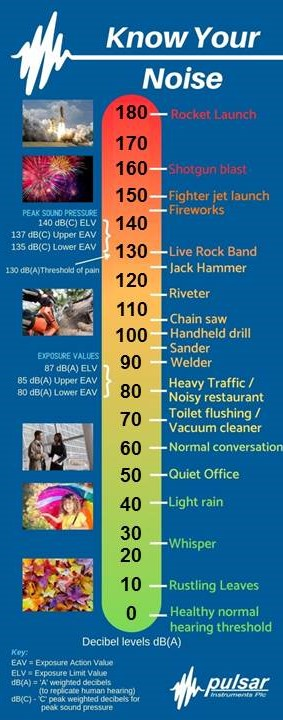 Know Your
Noise
180
Rocket Launch
170
160
Shotgun blast
150
Fighter jet launch
Fireworks
PEAK SOUND PRESSURE
140 dB(C) ELV
137 dB(C) Upper EAV
135 dB(C) Lower EAV
140
130
Live Rock Band
130 dB(A)Threshold of pain
Jack Hammer
120
Riveter
110
Chain saw
100
Handheld drill
Sander
EXPOSURE VALUES
87 dB(A) ELV
85 dB(A) Upper EAV
80 dB(A) Lower EAV
90
Welder
80
Heavy Traffic /
Noisy restaurant
70
Toilet flushing /
Vacuum cleaner
60
Normal conversation
50
Quiet Office
40
Light rain
30
Whisper
20
10
Rustling Leaves
0
Healthy normal
hearing threshold
Decibel levels dB(A)
Key:
EAV = Exposure Action Value
ELV = Exposure Limit Value
dB(A) = 'A' weighted decibels
(to replicate human hearing)
dB(C) - 'C' peak weighted decibels for
peak sound pressure
pulsar
Instruments Plc